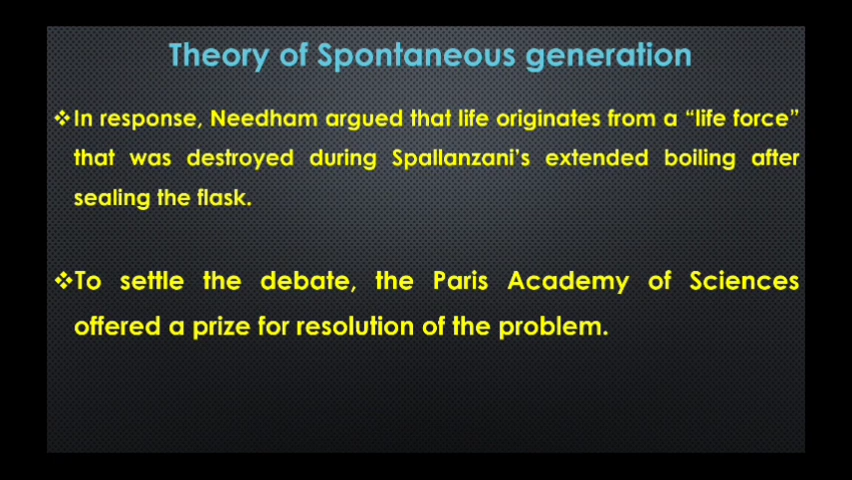 Theory of Spontaneous generation
❖In response, Needham argued that life originates from a “life force”
that was destroyed during Spallanzani’s extended boiling after
sealing the flask.
❖To settle the debate, the Paris Academy of Sciences
offered a prize for resolution of the problem.